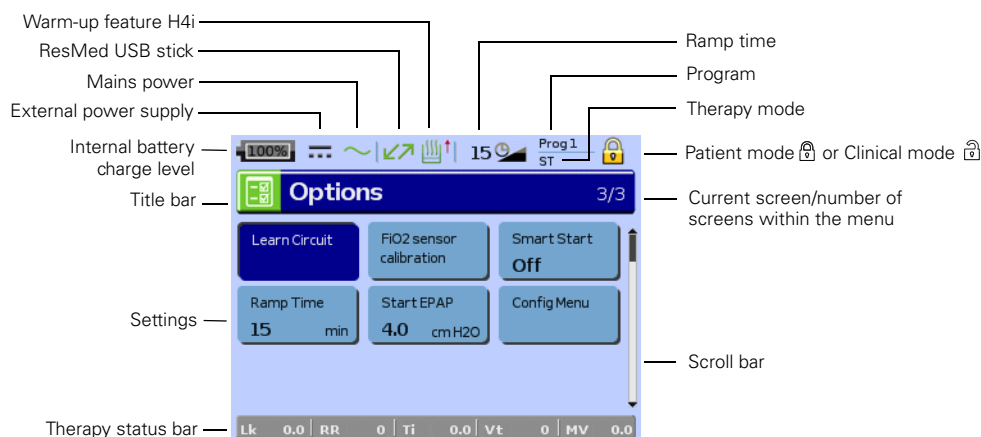 Warm-up feature H4i
ResMed USB stick
Mains power
External power supply
Internal battery
charge level
Title bar
Settings
Therapy status bar
Ramp time
Program
Therapy mode
Patient mode or Clinical mode
Current screen/number of
screens within the menu
Scroll bar
100% 15 Prog1
ST
Options 3/3
Learn Circuit
FiO2 sensor
calibration
Smart Start
Off
Ramp Time
15 min
Start EPAP
4.0 cm H2O
Config Menu
Lk 0.0 RR 0 Ti 0.0 Vt 0 MV 0.0